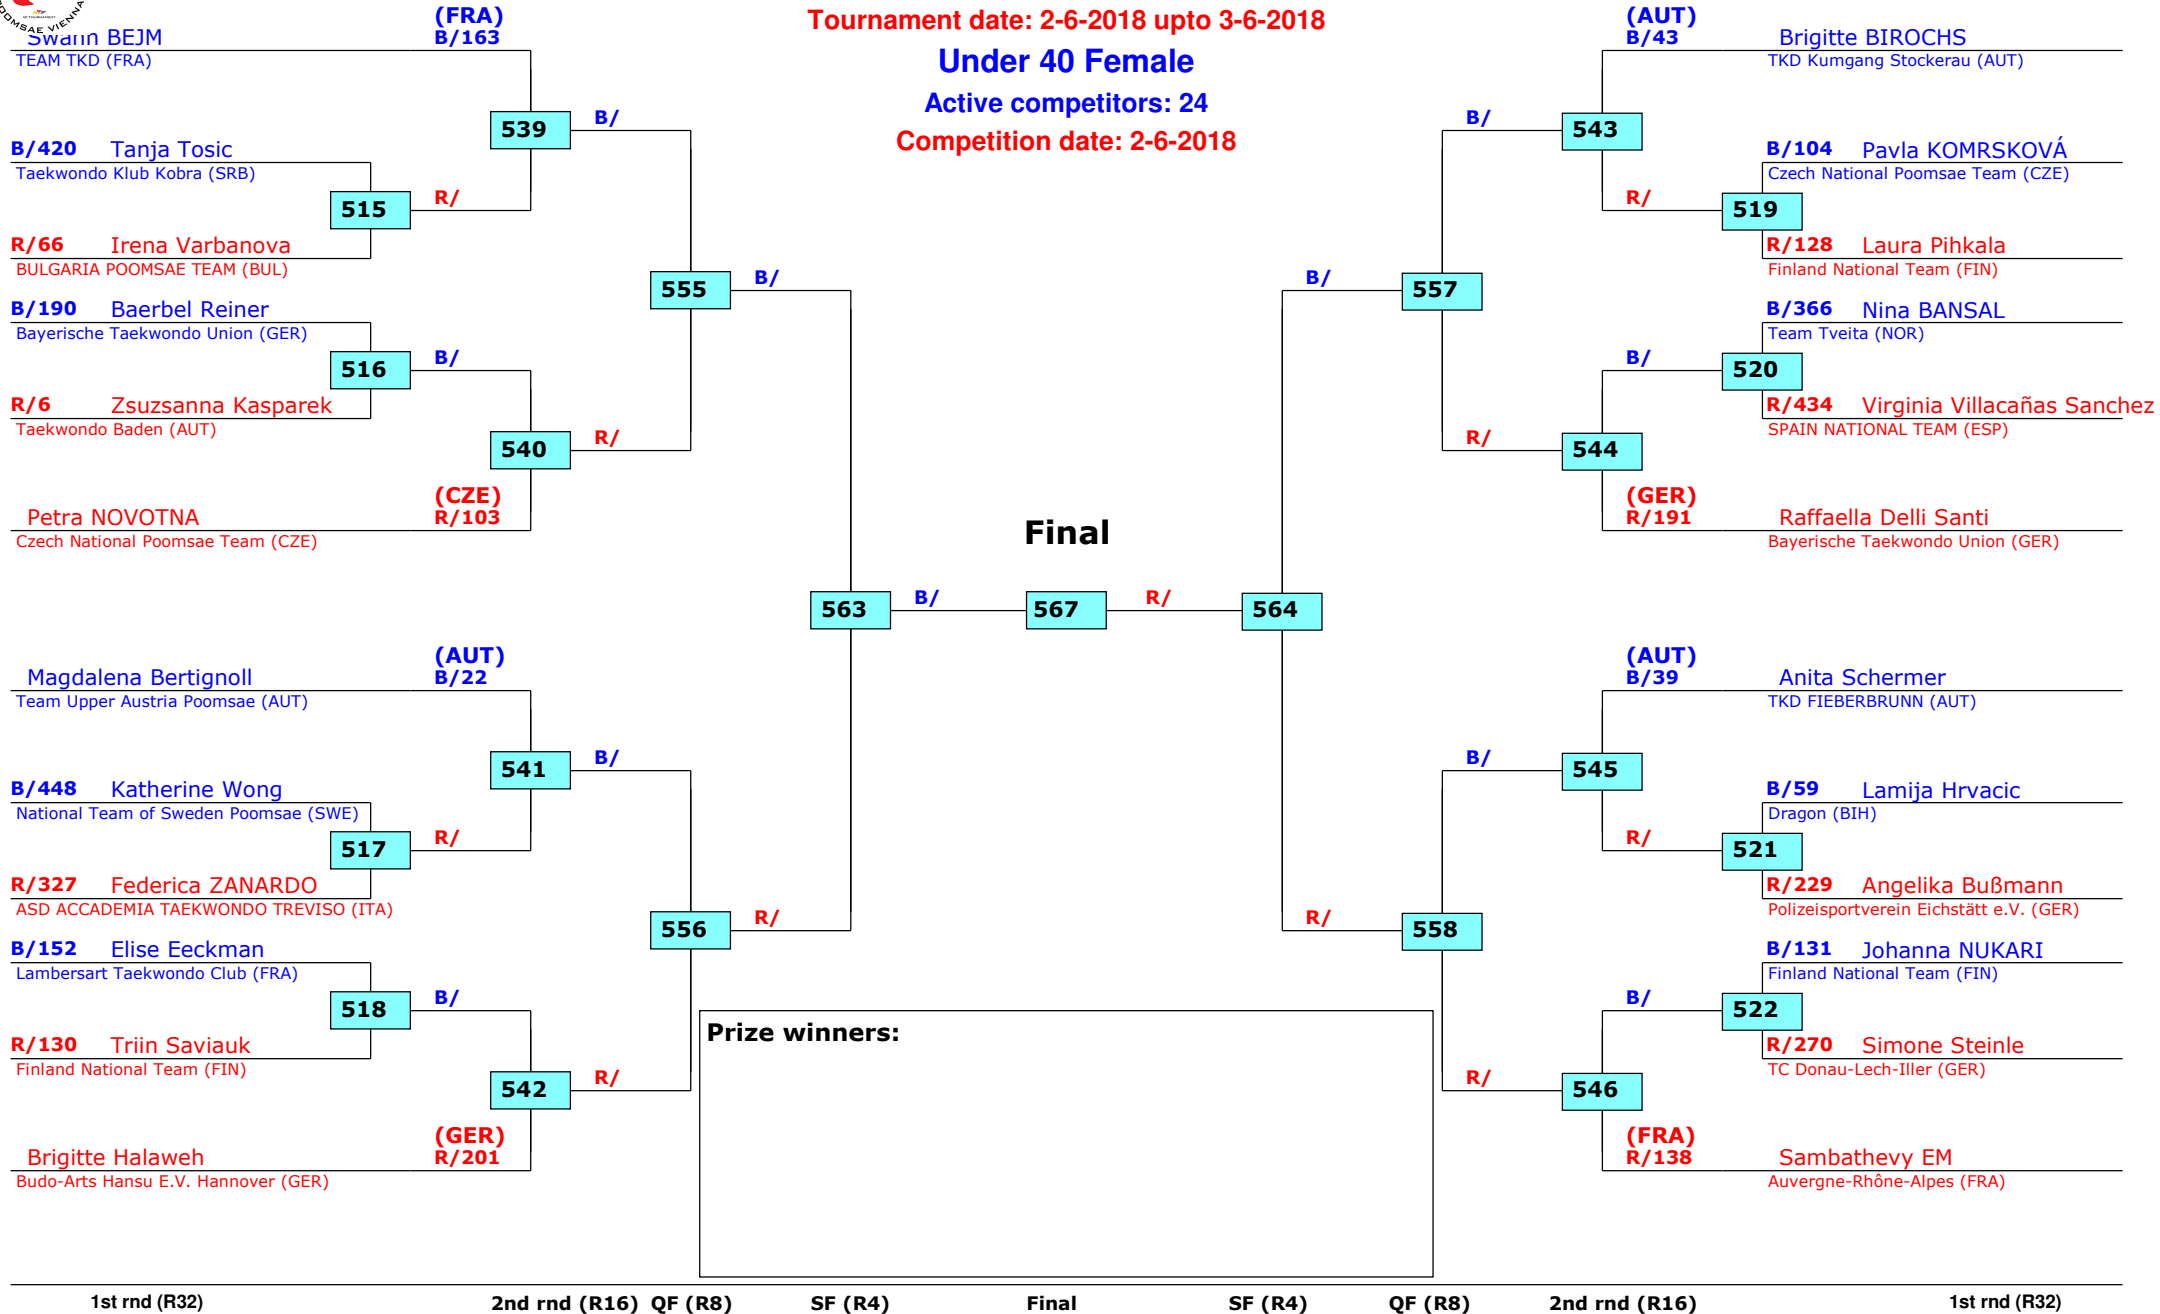 POOMSAE VIENNA
Tournament date: 2-6-2018 upto 3-6-2018
Under 40 Female
Active competitors: 24
Competition date: 2-6-2018
Swann BEJM
(FRA)
B/163
TEAM TKD (FRA)
539
B/
B/420 Tanja Tosic
Taekwondo Klub Kobra (SRB)
515
R/
R/66 Irena Varbanova
BULGARIA POOMSAE TEAM (BUL)
555
B/
B/190 Baerbel Reiner
Bayerische Taekwondo Union (GER)
516
B/
R/6 Zsuzsanna Kasparek
Taekwondo Baden (AUT)
540
R/
(CZE)
Petra NOVOTNA R/103
Czech National Poomsae Team (CZE)
563
B/
(AUT)
Magdalena Bertignoll B/22
Team Upper Austria Poomsae (AUT)
541
B/
B/448 Katherine Wong
National Team of Sweden Poomsae (SWE)
517
R/
R/327 Federica ZANARDO
ASD ACCADEMIA TAEKWONDO TREVISO (ITA)
556
R/
B/152 Elise Eeckman
Lambersart Taekwondo Club (FRA)
518
B/
R/130 Triin Saviauk
Finland National Team (FIN)
542
R/
(GER)
Brigitte Halaweh R/201
Budo-Arts Hansu E.V. Hannover (GER)
Final
567
R/
564
Prize winners:
(AUT)
B/43 Brigitte BIROCHS
TKD Kumgang Stockerau (AUT)
B/
543
B/104 Pavla KOMRSKOVÁ
Czech National Poomsae Team (CZE)
R/
519
R/128 Laura Pihkala
Finland National Team (FIN)
B/
557
B/366 Nina BANSAL
Team Tveita (NOR)
B/
520
R/434 Virginia Villacañas Sanchez
SPAIN NATIONAL TEAM (ESP)
R/
544
(GER)
R/191 Raffaella Delli Santi
Bayerische Taekwondo Union (GER)
(AUT)
B/39 Anita Schermer
TKD FIEBERBRUNN (AUT)
B/
545
B/59 Lamija Hrvacic
Dragon (BIH)
R/
521
R/229 Angelika Bußmann
Polizeisportverein Eichstätt e.V. (GER)
R/
558
B/131 Johanna NUKARI
Finland National Team (FIN)
B/
522
R/270 Simone Steinle
TC Donau-Lech-Iller (GER)
R/
546
(FRA)
R/138 Sambathevy EM
Auvergne-Rhône-Alpes (FRA)
1st rnd (R32) 2nd rnd (R16) QF (R8) SF (R4) Final SF (R4) QF (R8) 2nd rnd (R16) 1st rnd (R32)